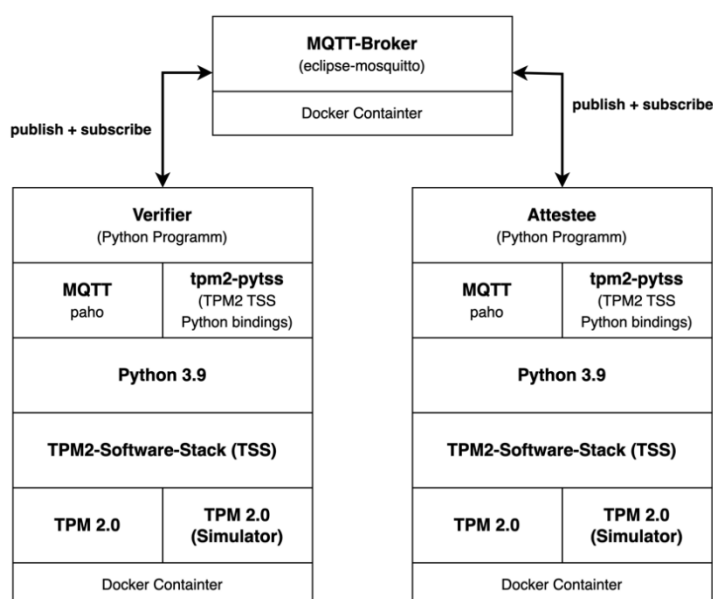 MQTT-Broker
(eclipse-mosquitto)
Docker Containter
publish + subscribe
publish + subscribe
Verifier
(Python Programm)
MQTT
paho
tpm2-pytss
(TPM2 TSS
Python bindings)
Python 3.9
TPM2-Software-Stack (TSS)
TPM 2.0
TPM 2.0
(Simulator)
Docker Containter
Attestee
(Python Programm)
MQTT
paho
tpm2-pytss
(TPM2 TSS
Python bindings)
Python 3.9
TPM2-Software-Stack (TSS)
TPM 2.0
TPM 2.0
(Simulator)
Docker Containter